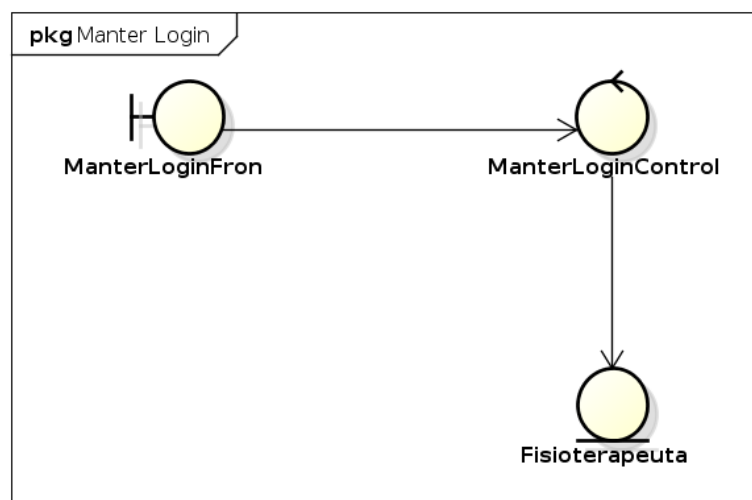 pkg Manter Login
ManterLoginFron
ManterLoginControl
Fisioterapeuta